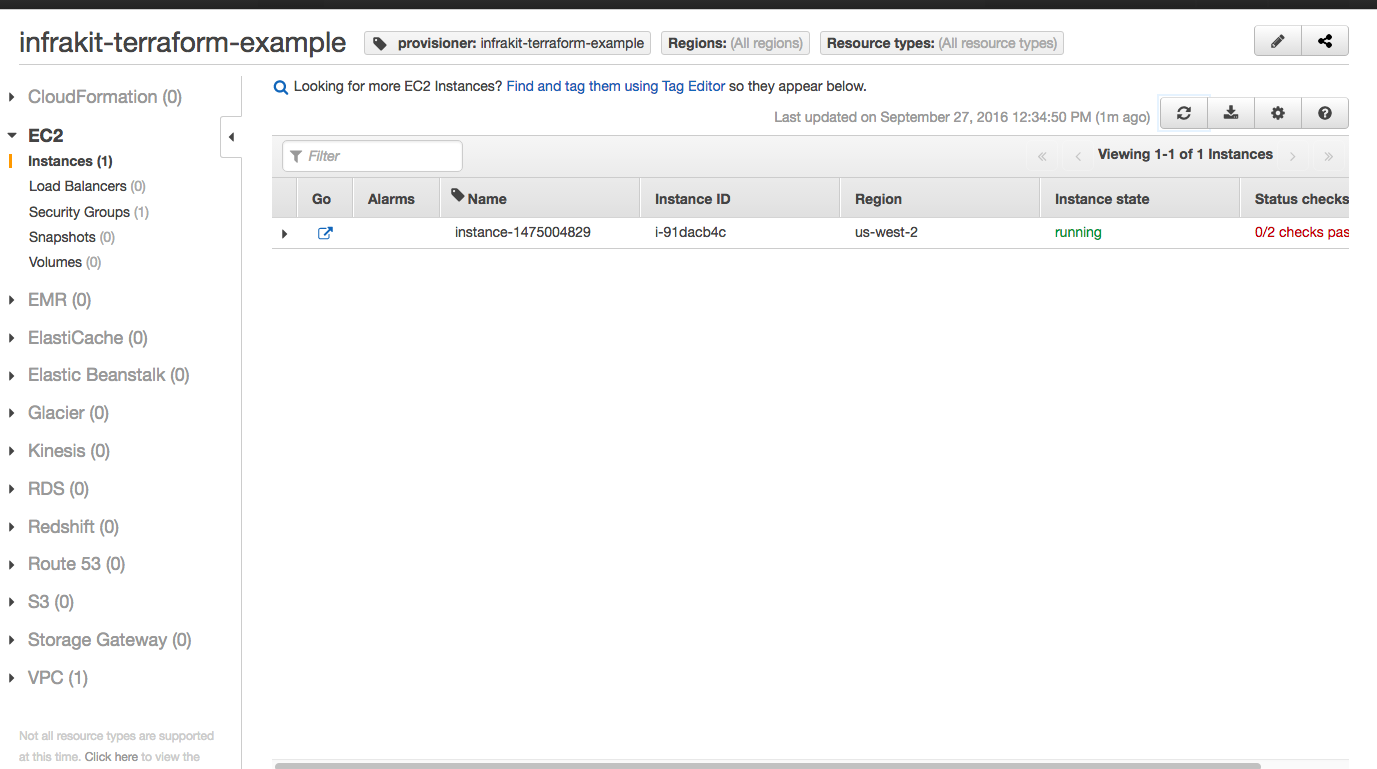 infrakit-terraform-example provisioner: infrakit-terraform-example Regions: (All regions) Resource types: (All resource types)
CloudFormation (0)
EC2
Instances (1)
Load Balancers (0)
Security Groups (1)
Snapshots (0)
Volumes (0)
EMR (0)
ElastiCache (0)
Elastic Beanstalk (0)
Glacier (0)
Kinesis (0)
RDS (0)
Redshift (0)
Route 53 (0)
S3 (0)
Storage Gateway (0)
VPC (1)
Not all resource types are supported
at this time. Click here to view the
Looking for more EC2 Instances? Find and tag them using Tag Editor so they appear below.
Last updated on September 27, 2016 12:34:50 PM (1m ago)
Filter « ‹ Viewing 1-1 of 1 Instances › »
Go Alarms Name Instance ID Region Instance state Status checks
instance-1475004829 i-91dacb4c us-west-2 running 0/2 checks pas